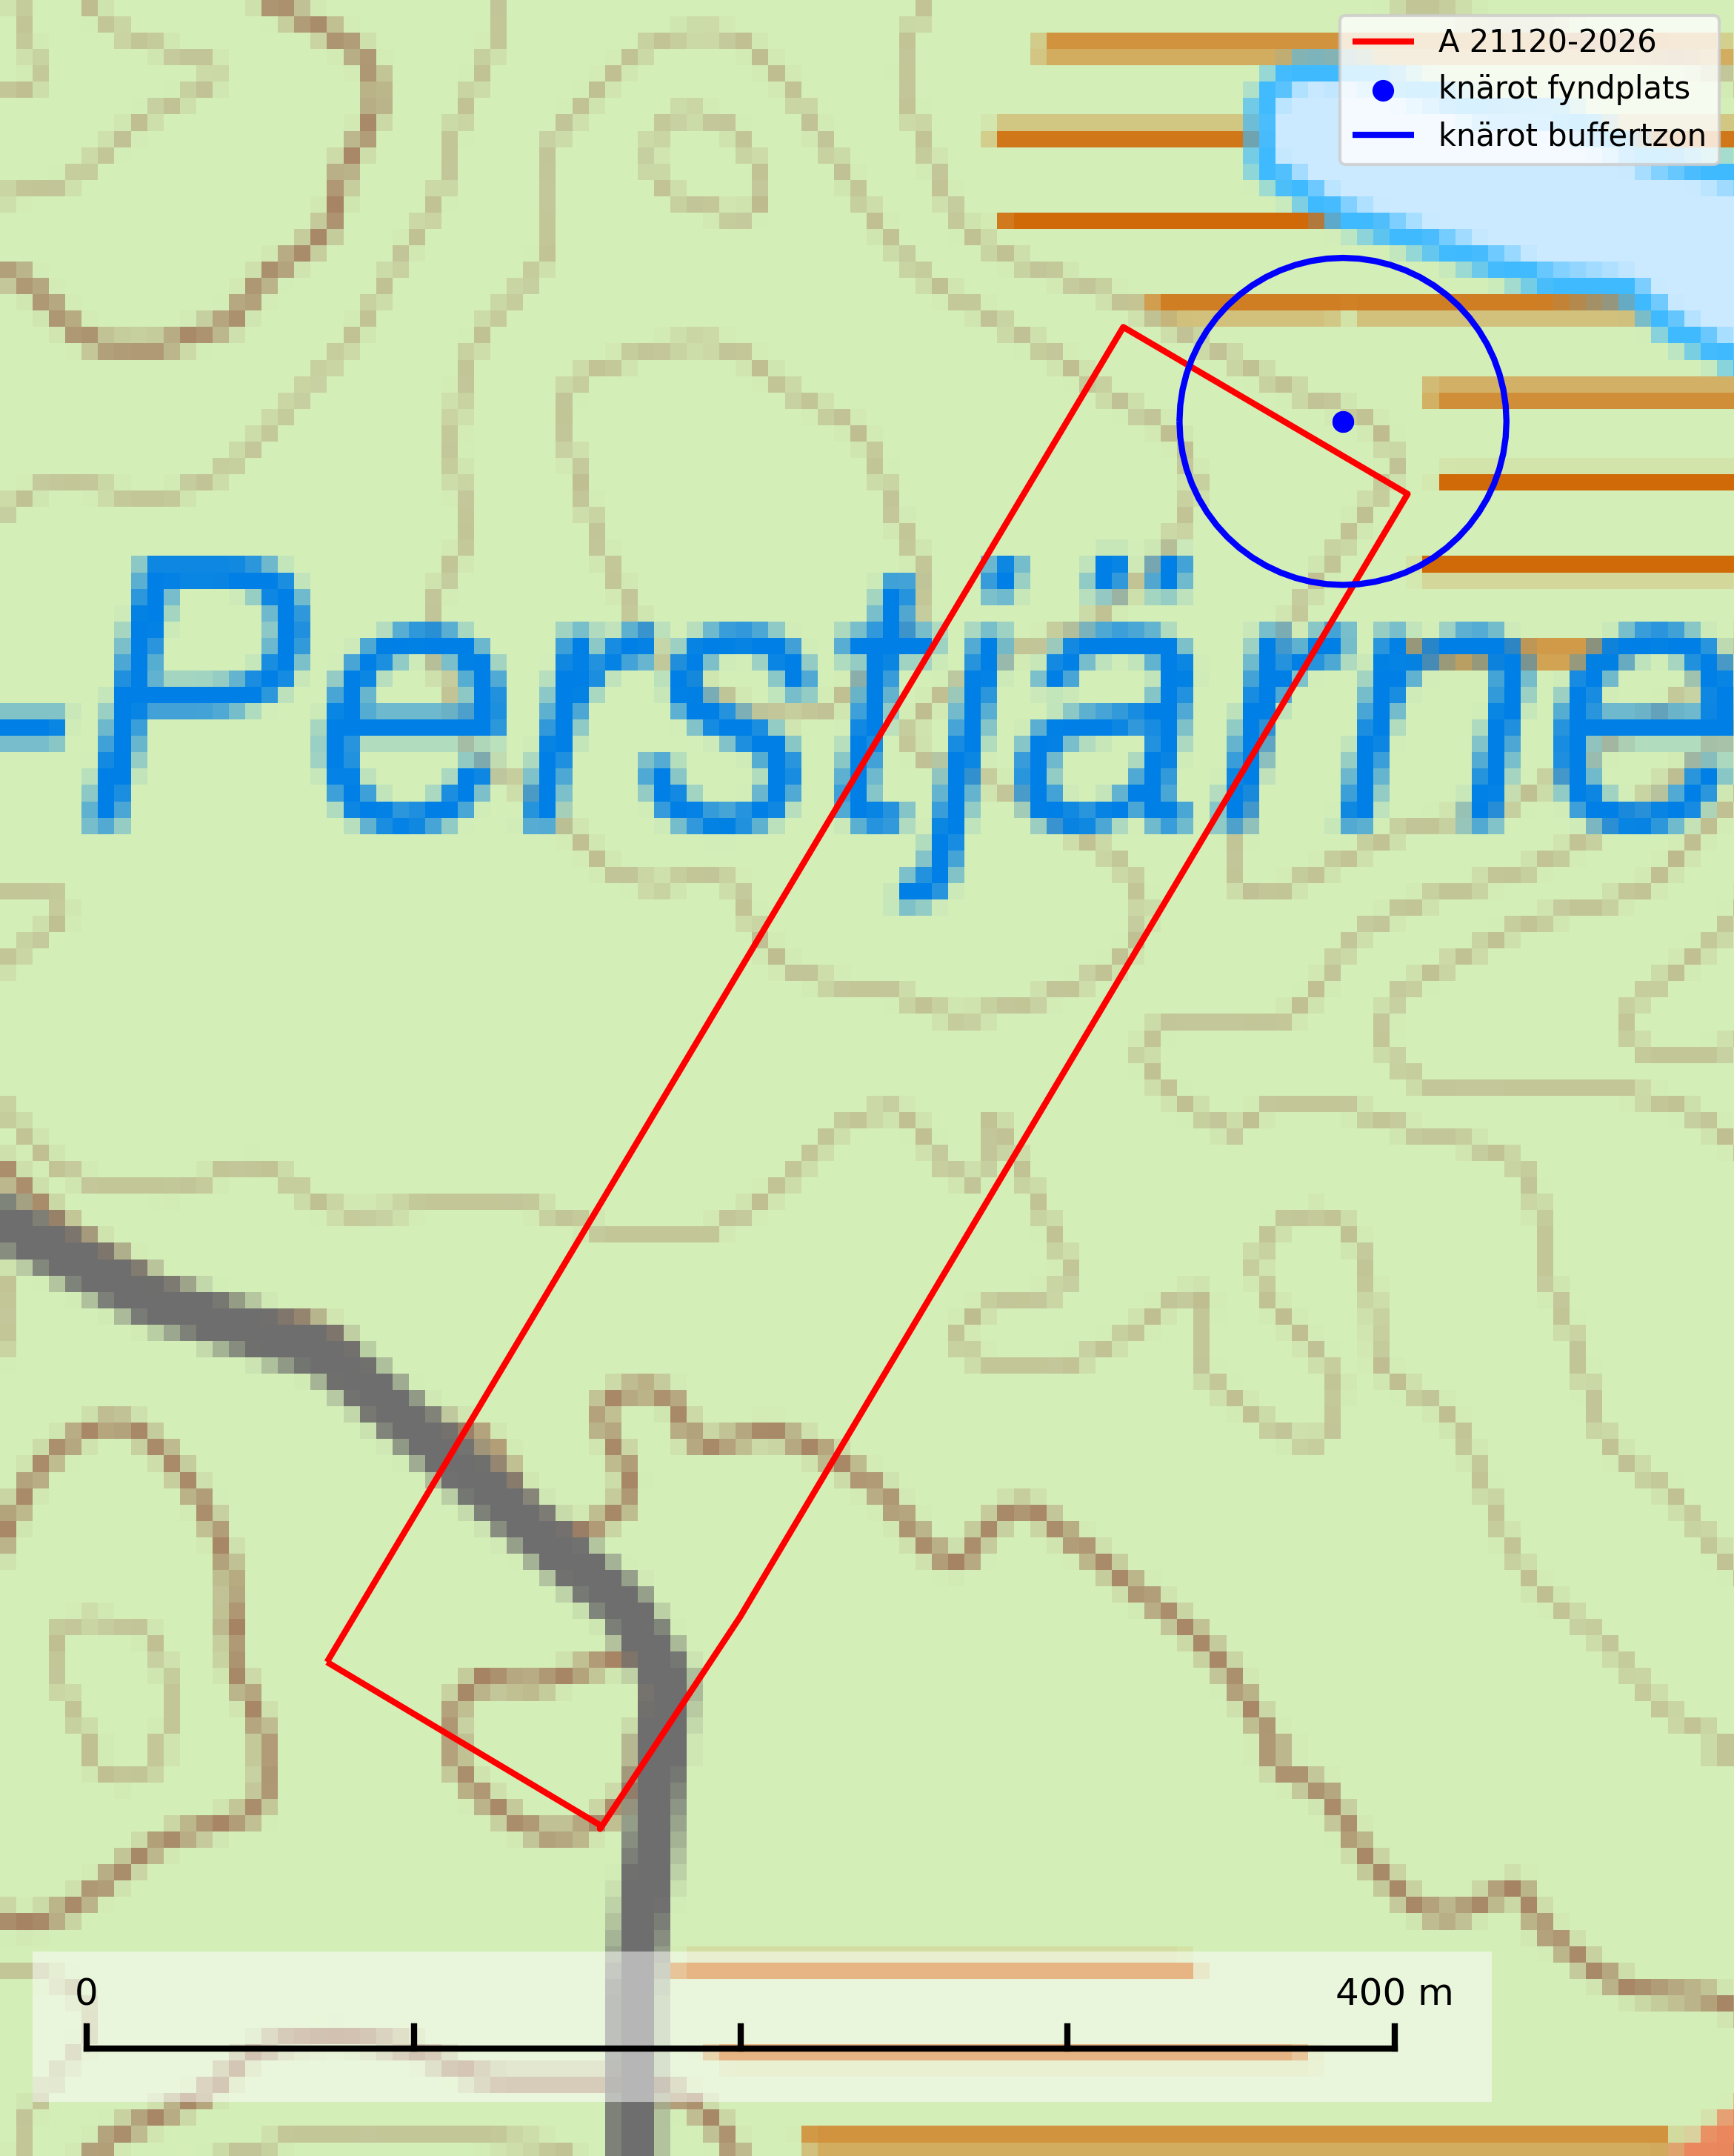 A 21120-2026
knärot fyndplats
knärot buffertzon
-Perstjärne
0 400 m